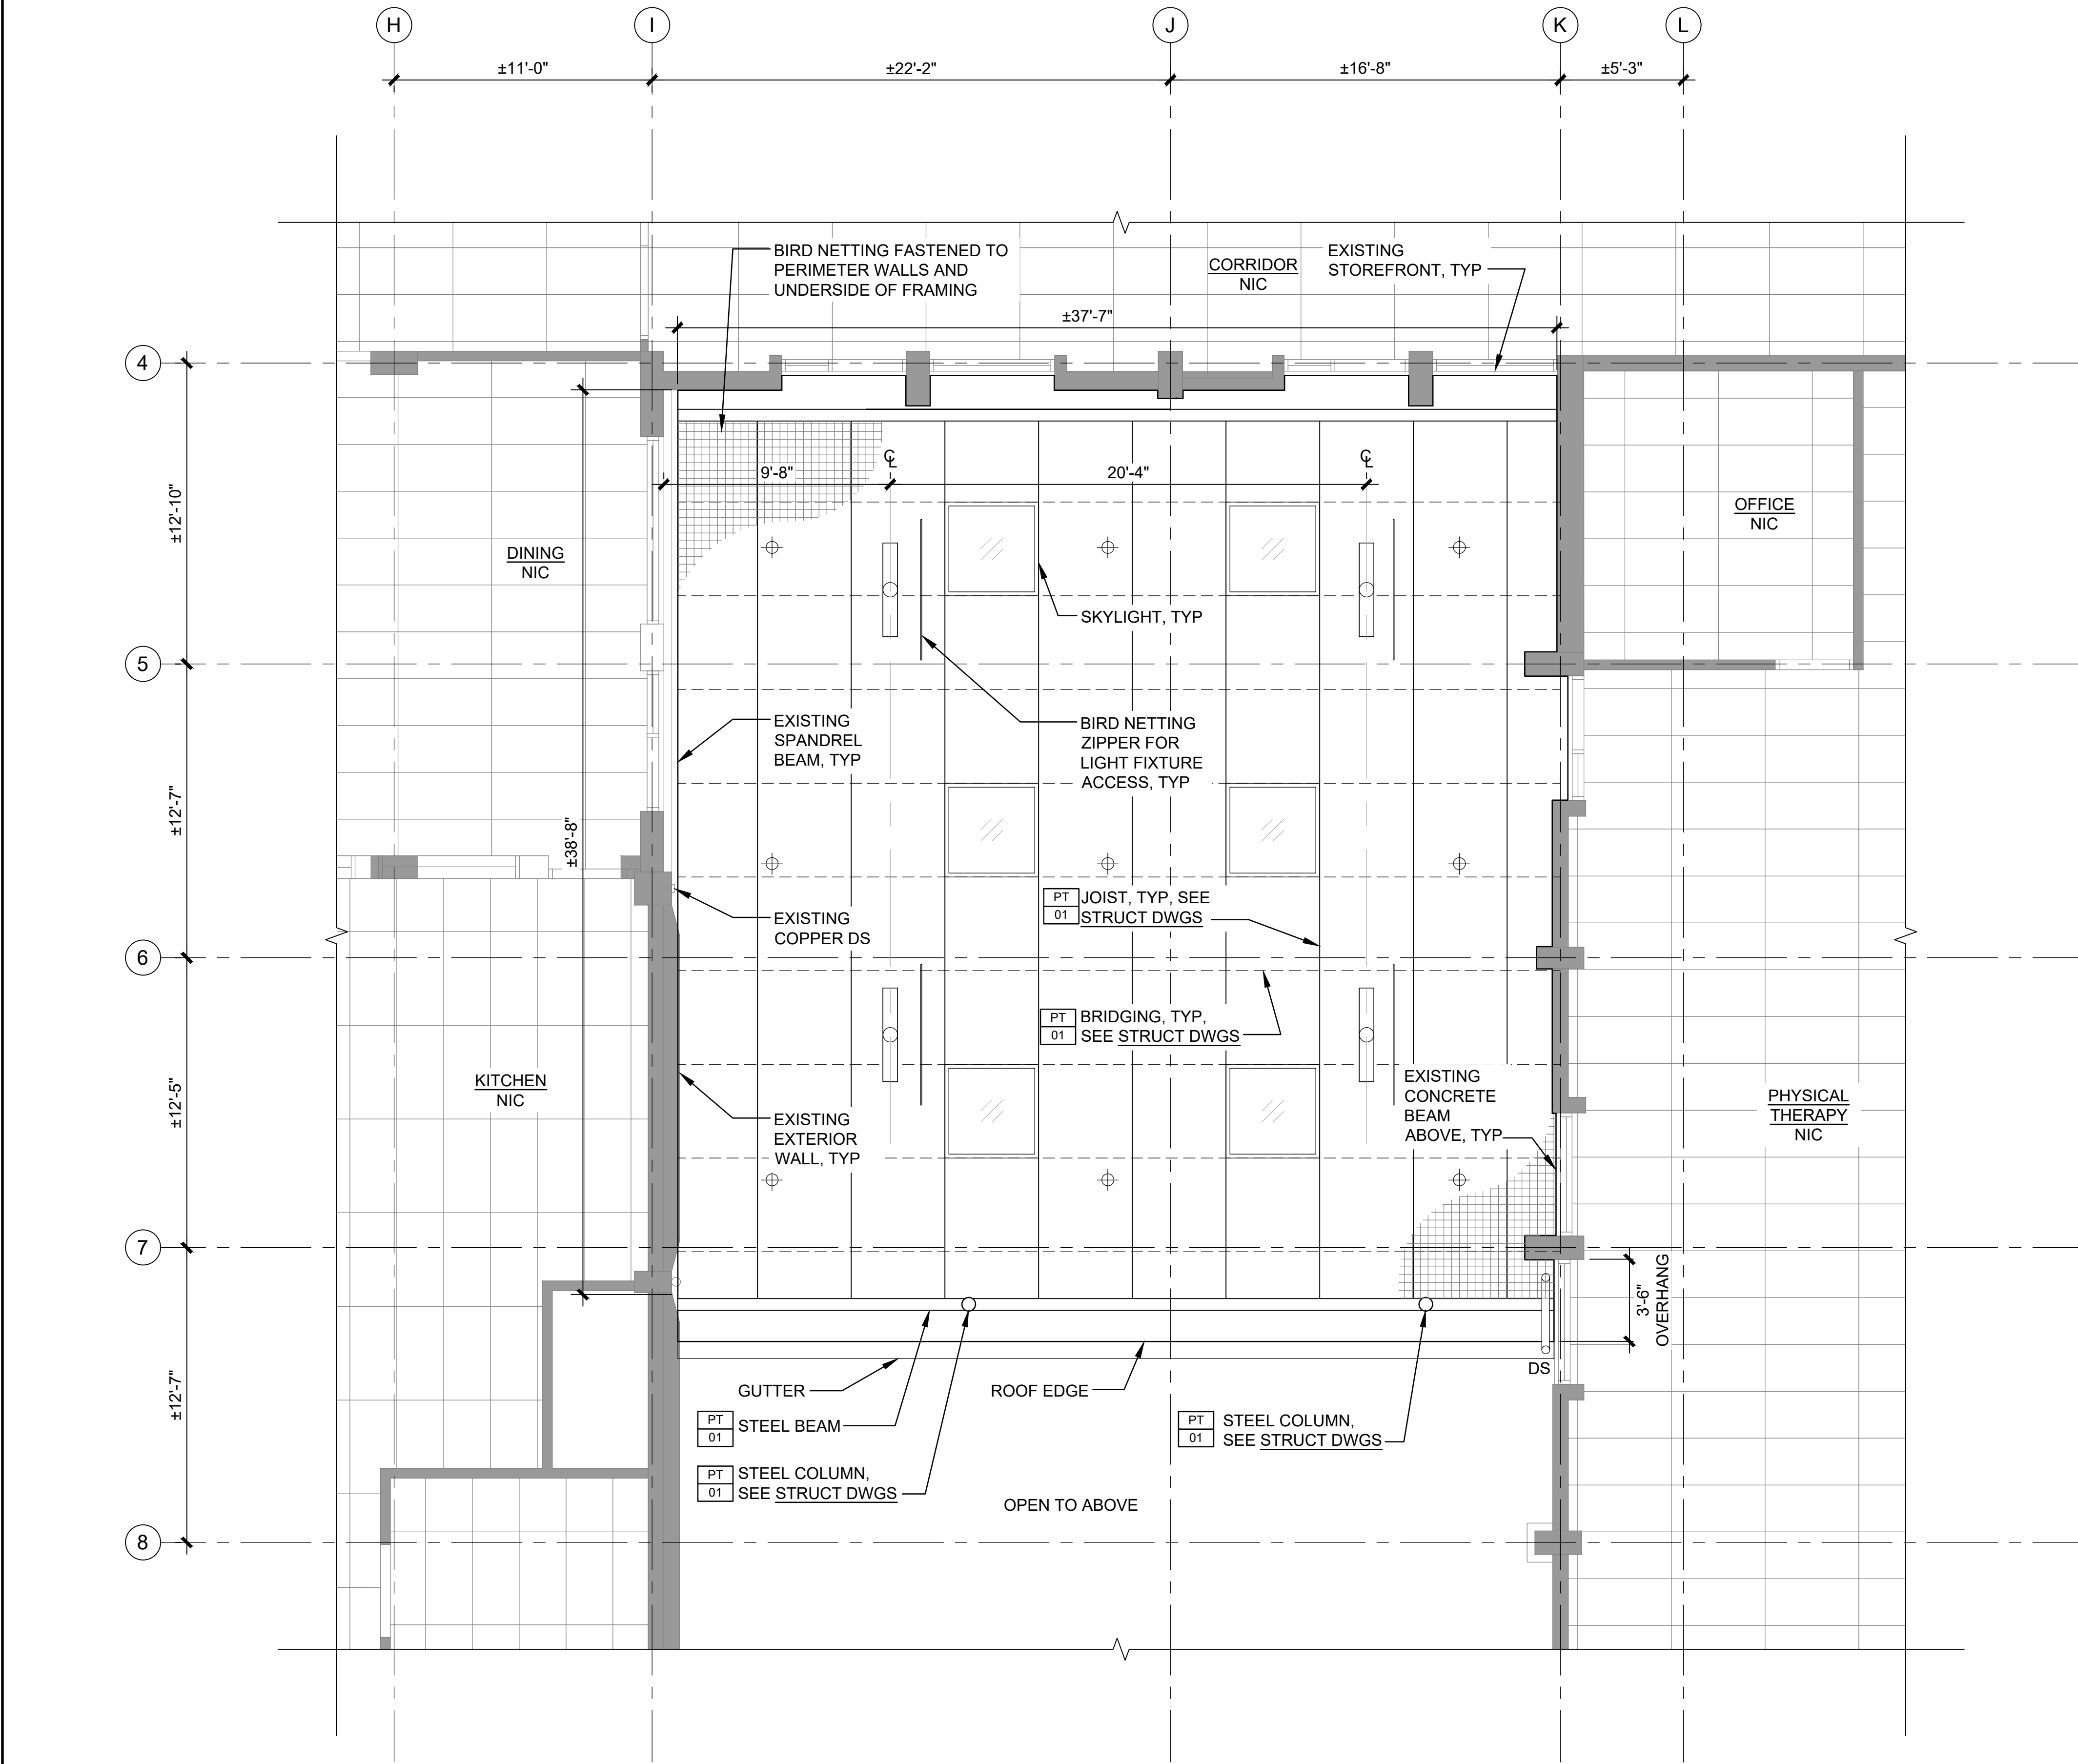 H
I
J
K
L
±11'-0"
±22'-2"
±16'-8"
±5'-3"
BIRD NETTING FASTENED TO
PERIMETER WALLS AND
UNDERSIDE OF FRAMING
CORRIDOR
NIC
EXISTING
STOREFRONT, TYP
±37'-7"
4
±12'-10"
DINING
NIC
9'-8"
℄
20'-4"
℄
OFFICE
NIC
SKYLIGHT, TYP
5
EXISTING
SPANDREL
BEAM, TYP
BIRD NETTING
ZIPPER FOR
LIGHT FIXTURE
ACCESS, TYP
±12'-7"
±38'-8"
EXISTING
COPPER DS
PT
01
JOIST, TYP, SEE
STRUCT DWGS
6
PT
01
BRIDGING, TYP,
SEE STRUCT DWGS
±12'-5"
KITCHEN
NIC
EXISTING
EXTERIOR
WALL, TYP
EXISTING
CONCRETE
BEAM
ABOVE, TYP
PHYSICAL
THERAPY
NIC
7
3'-6"
OVERHANG
DS
±12'-7"
GUTTER
ROOF EDGE
PT
01
STEEL BEAM
PT
01
STEEL COLUMN,
SEE STRUCT DWGS
PT
01
STEEL COLUMN,
SEE STRUCT DWGS
OPEN TO ABOVE
8